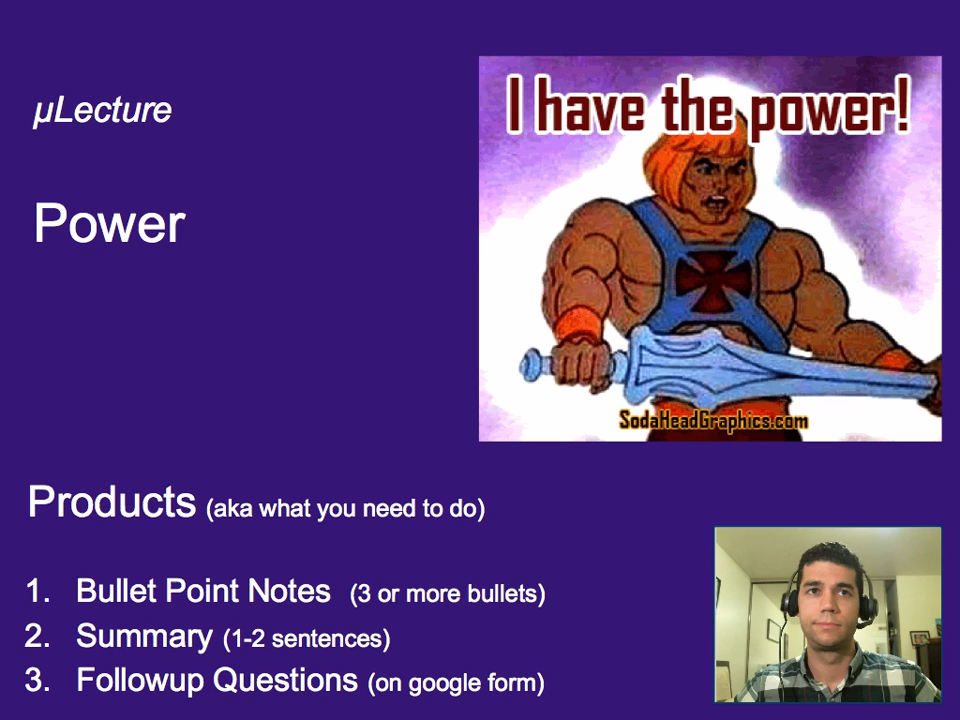 µLecture
I have the power!
Power
SodaHeadGraphics.com
Products (aka what you need to do)
1. Bullet Point Notes (3 or more bullets)
2. Summary (1-2 sentences)
3. Followup Questions (on google form)